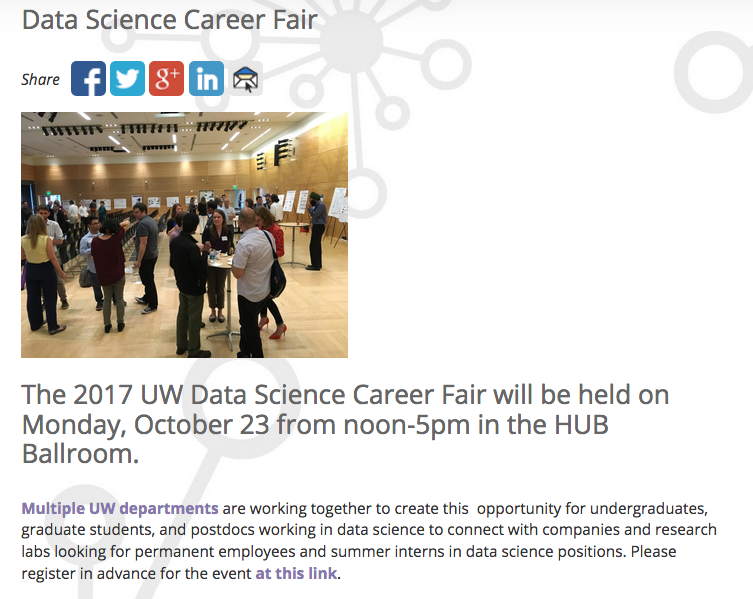 Data Science Career Fair
Share
The 2017 UW Data Science Career Fair will be held on
Monday, October 23 from noon-5pm in the HUB
Ballroom.
Multiple UW departments are working together to create this opportunity for undergraduates,
graduate students, and postdocs working in data science to connect with companies and research
labs looking for permanent employees and summer interns in data science positions. Please
register in advance for the event at this link.